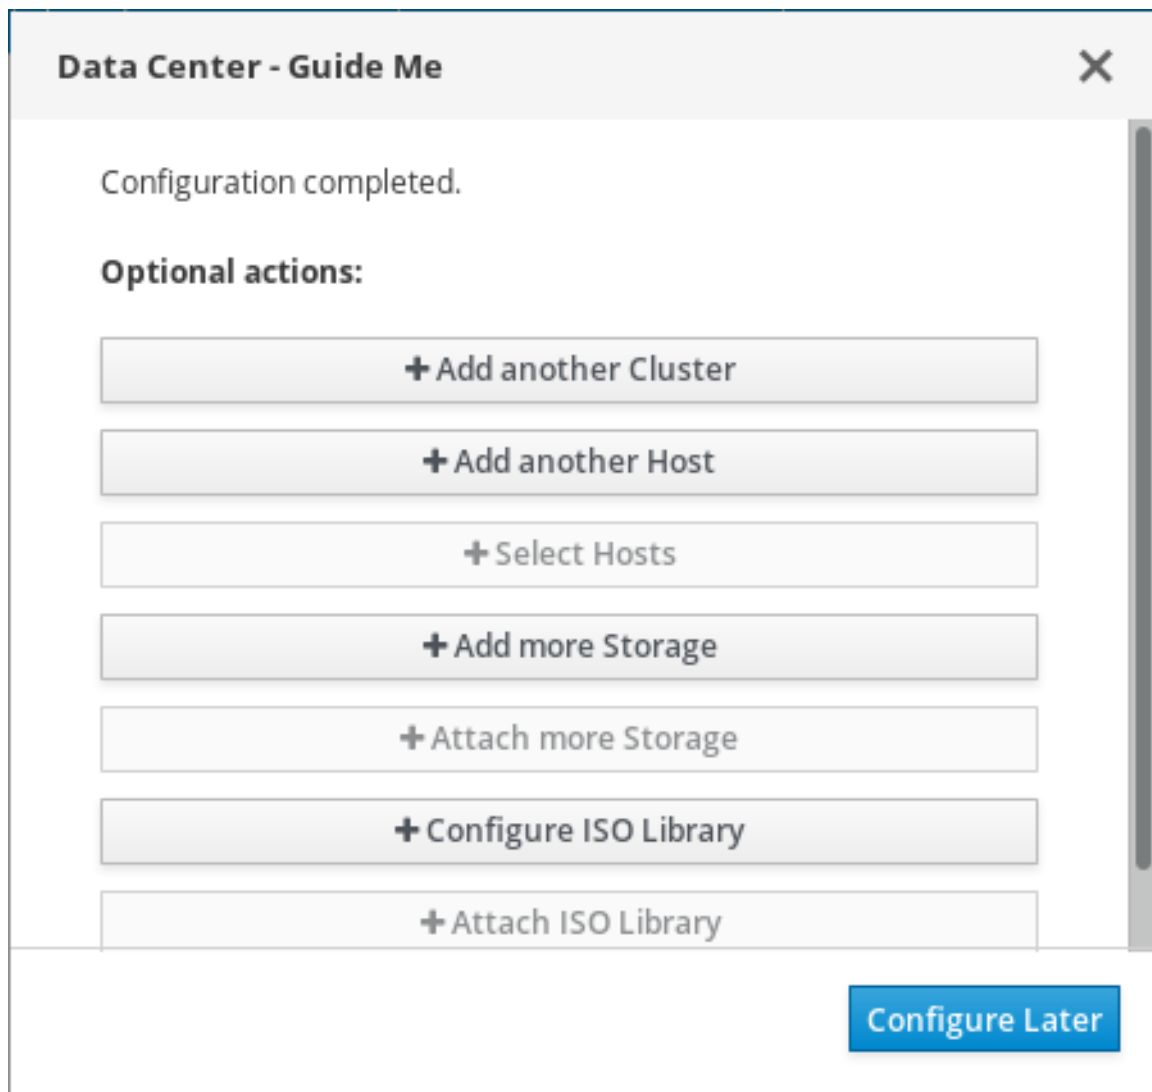 Data Center - Guide Me
Configuration completed.
Optional actions:
Add another Cluster
Add another Host
Select Hosts
Add more Storage
Attach more Storage
Configure ISO Library
Attach ISO Library
Configure Later